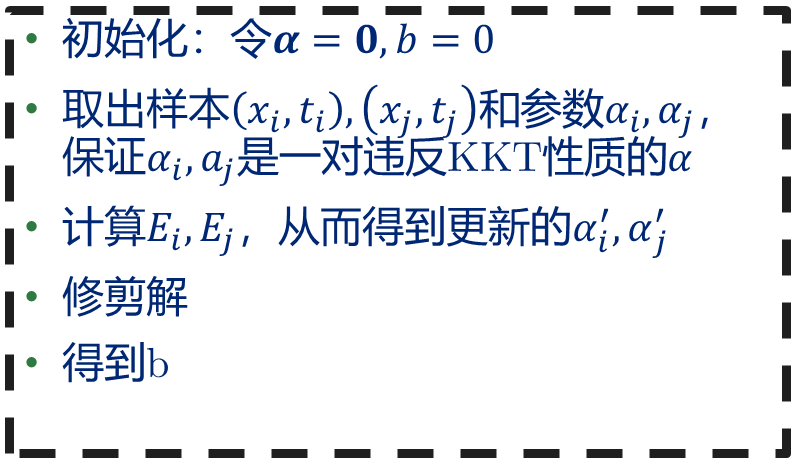 • 初始化：令𝜶 = 𝟎, 𝑏 = 0
• 取出样本(𝑥ᵢ, 𝑡ᵢ), (𝑥ⱼ, 𝑡ⱼ)和参数𝛼ᵢ, 𝛼ⱼ，
保证𝛼ᵢ, 𝑎ⱼ是一对违反KKT性质的𝛼
• 计算𝐸ᵢ, 𝐸ⱼ，从而得到更新的𝛼ᵢ′, 𝛼ⱼ′
• 修剪解
• 得到b